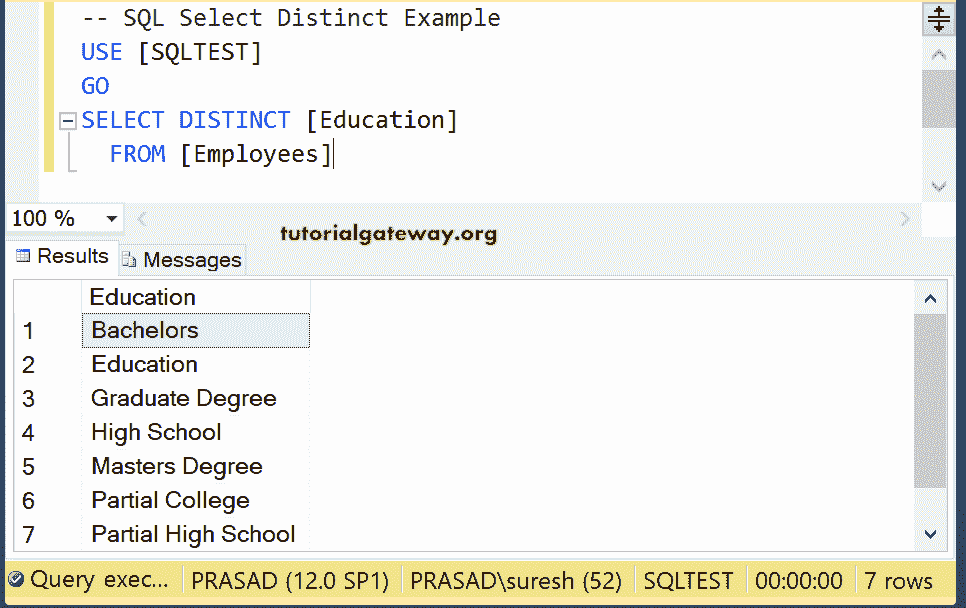 -- SQL Select Distinct Example
USE [SQLTEST]
GO
SELECT DISTINCT [Education]
FROM [Employees]
100 %
tutorialgateway.org
Results Messages
Education
1 Bachelors
2 Education
3 Graduate Degree
4 High School
5 Masters Degree
6 Partial College
7 Partial High School
Query exec... PRASAD (12.0 SP1) PRASAD\suresh (52) SQLTEST 00:00:00 7 rows